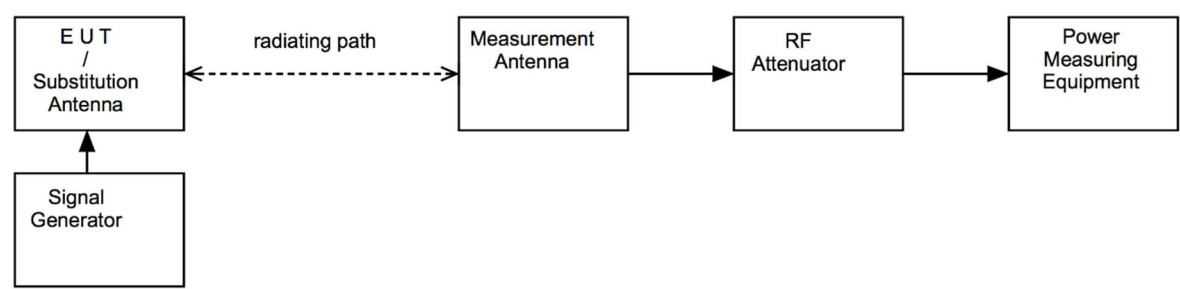 E U T
/
Substitution
Antenna
radiating path
Measurement
Antenna
RF
Attenuator
Power
Measuring
Equipment
Signal
Generator